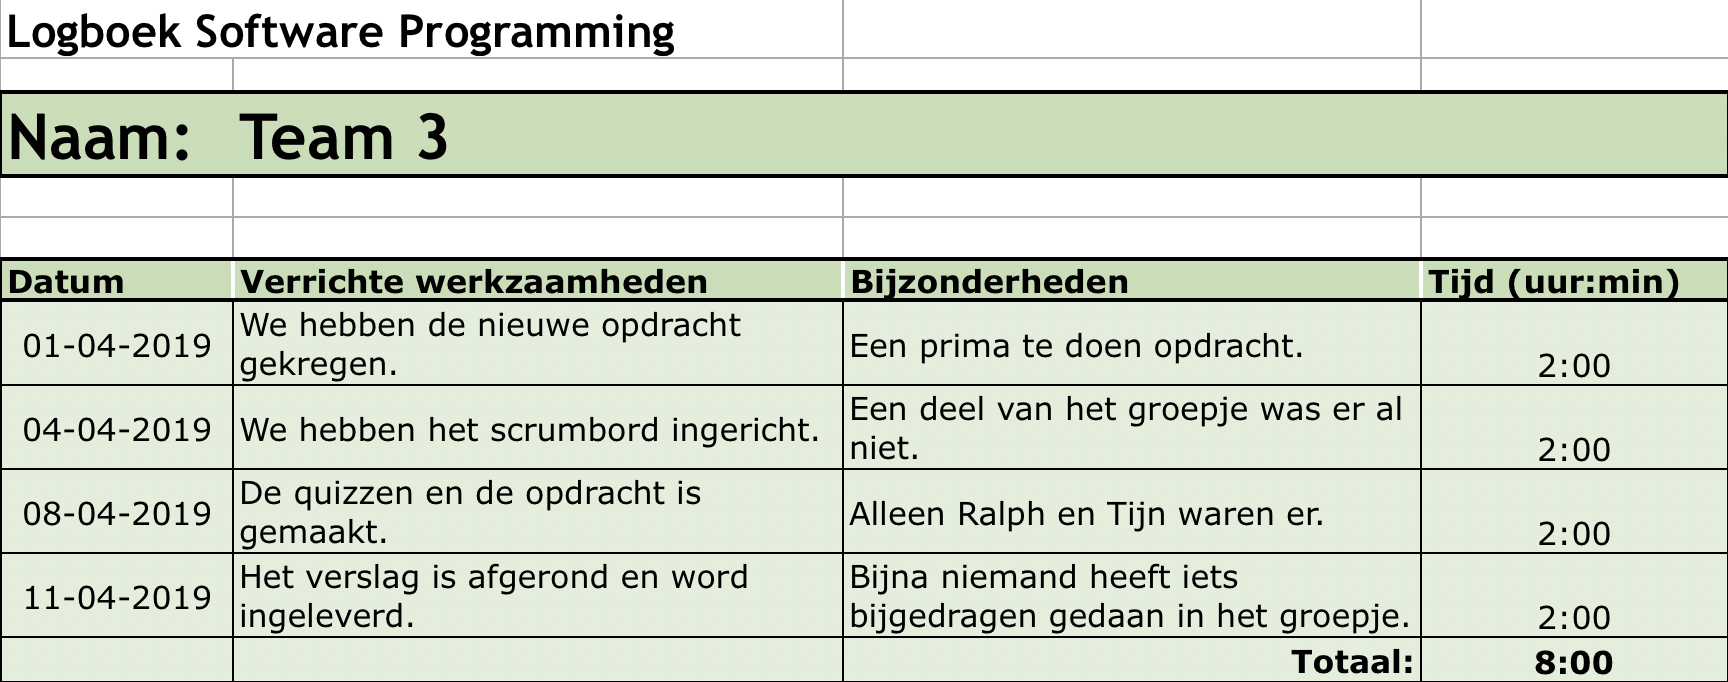 Logboek Software Programming
Naam: Team 3
Datum Verrichte werkzaamheden Bijzonderheden Tijd (uur:min)
01-04-2019 We hebben de nieuwe opdracht
gekregen. Een prima te doen opdracht. 2:00
04-04-2019 We hebben het scrumbord ingericht. Een deel van het groepje was er al
niet. 2:00
08-04-2019 De quizzen en de opdracht is
gemaakt. Alleen Ralph en Tijn waren er. 2:00
11-04-2019 Het verslag is afgerond en word
ingeleverd. Bijna niemand heeft iets
bijgedragen gedaan in het groepje. 2:00
Totaal: 8:00